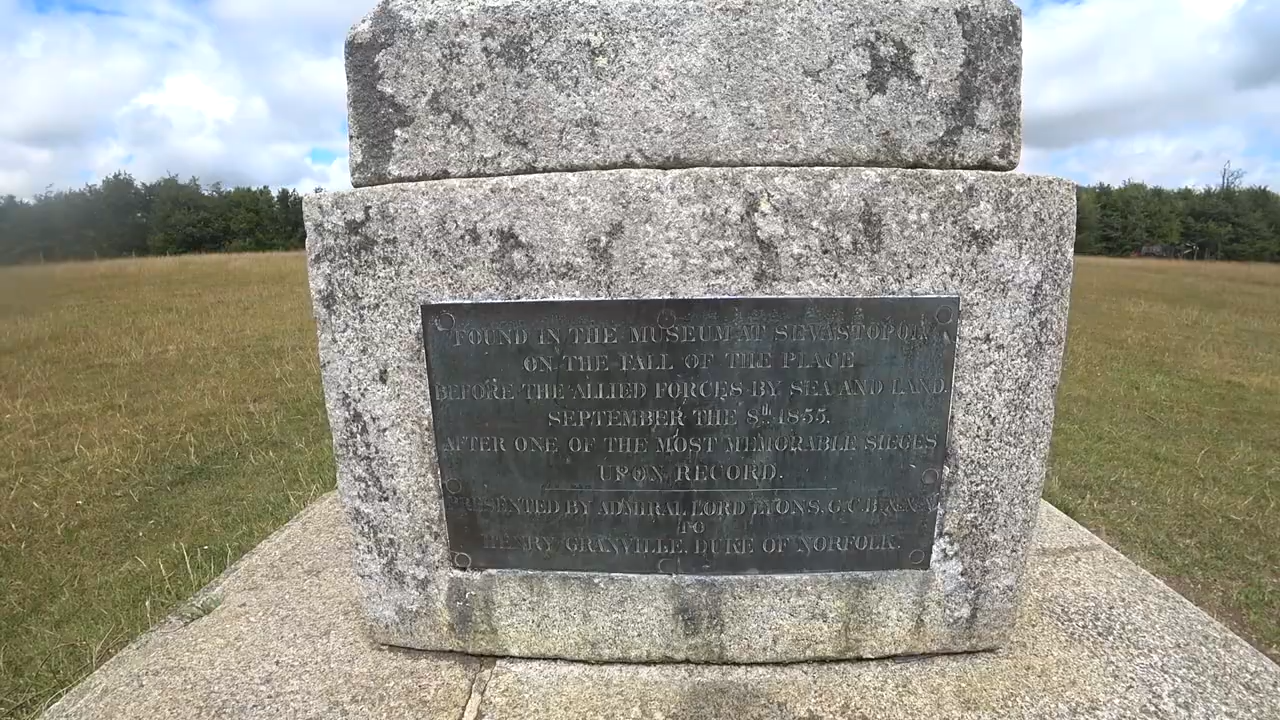 FOUND IN THE MUSEUM AT SEVASTOPOL
ON THE FALL OF THE PLACE
BEFORE THE ALLIED FORCES BY SEA AND LAND
SEPTEMBER THE 8TH 1855.
AFTER ONE OF THE MOST MEMORABLE SIEGES
UPON RECORD.
PRESENTED BY ADMIRAL LORD LYONS, G.C.B.
TO
HENRY GRANVILLE, DUKE OF NORFOLK.